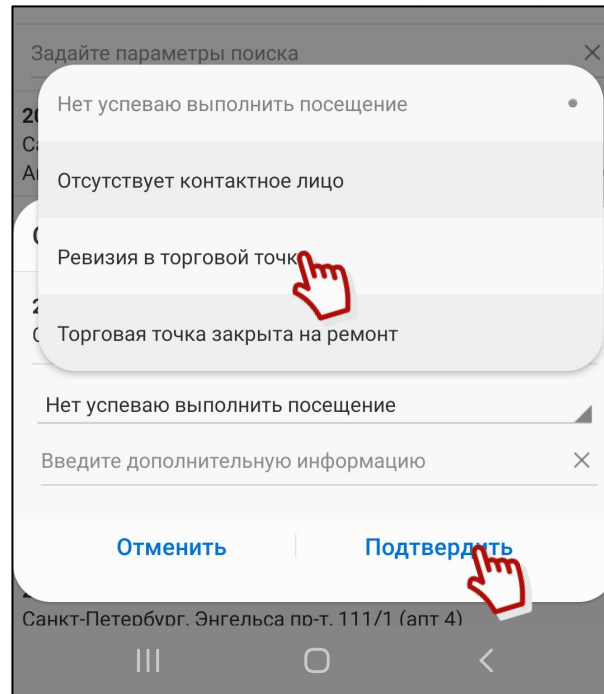 Задайте параметры поиска
Нет успеваю выполнить посещение
Отсутствует контактное лицо
Ревизия в торговой точк
Торговая точка закрыта на ремонт
Нет успеваю выполнить посещение
Введите дополнительную информацию
Отменить Подтвердить
Санкт-Петербург, Энгельса пр-т, 111/1 (апт 4)